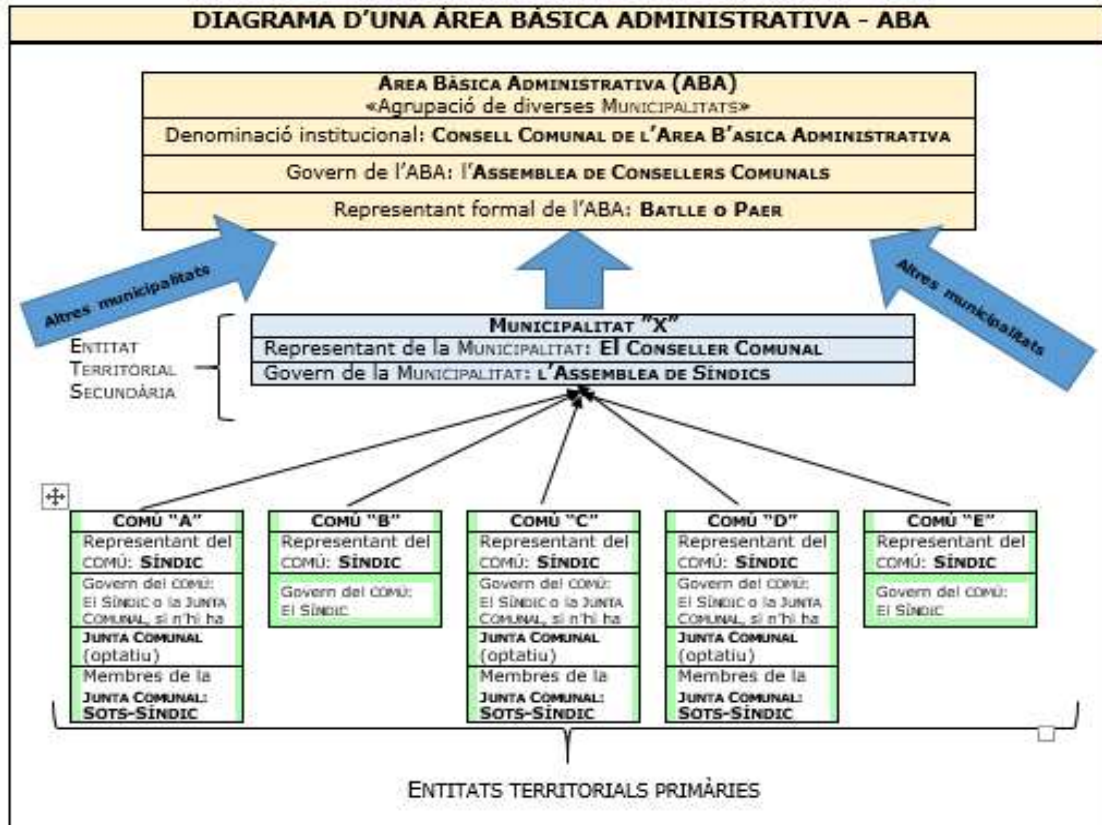 DIAGRAMA D'UNA ÀREA BÀSICA ADMINISTRATIVA - ABA
ÀREA BÀSICA ADMINISTRATIVA (ABA)
«Agrupació de diverses MUNICIPALITATS»
Denominació institucional: CONSELL COMUNAL DE L'ÀREA B'ASICA ADMINISTRATIVA
Govern de l'ABA: l'ASSEMBLEA DE CONSELLERS COMUNALS
Representant formal de l'ABA: BATLLE O PAER
Altres municipalitats
Altres municipalitats
ENTITAT
TERRITORIAL
SECUNDÀRIA
MUNICIPALITAT "X"
Representant de la MUNICIPALITAT: El CONSELLER COMUNAL
Govern de la MUNICIPALITAT: L'ASSEMBLEA DE SÍNDICS
COMÚ "A"
Representant del
COMÚ: SÍNDIC
Govern del COMÚ:
El SÍNDIC o la JUNTA
COMUNAL, si n'hi ha
JUNTA COMUNAL
(optatiu)
Membres de la
JUNTA COMUNAL:
SOTS-SÍNDIC
COMÚ "B"
Representant del
COMÚ: SÍNDIC
Govern del COMÚ:
El SÍNDIC
COMÚ "C"
Representant del
COMÚ: SÍNDIC
Govern del COMÚ:
El SÍNDIC o la JUNTA
COMUNAL, si n'hi ha
JUNTA COMUNAL
(optatiu)
Membres de la
JUNTA COMUNAL:
SOTS-SÍNDIC
COMÚ "D"
Representant del
COMÚ: SÍNDIC
Govern del COMÚ:
El SÍNDIC o la JUNTA
COMUNAL, si n'hi ha
JUNTA COMUNAL
(optatiu)
Membres de la
JUNTA COMUNAL:
SOTS-SÍNDIC
COMÚ "E"
Representant del
COMÚ: SÍNDIC
Govern del COMÚ:
El SÍNDIC
ENTITATS TERRITORIALS PRIMÀRIES